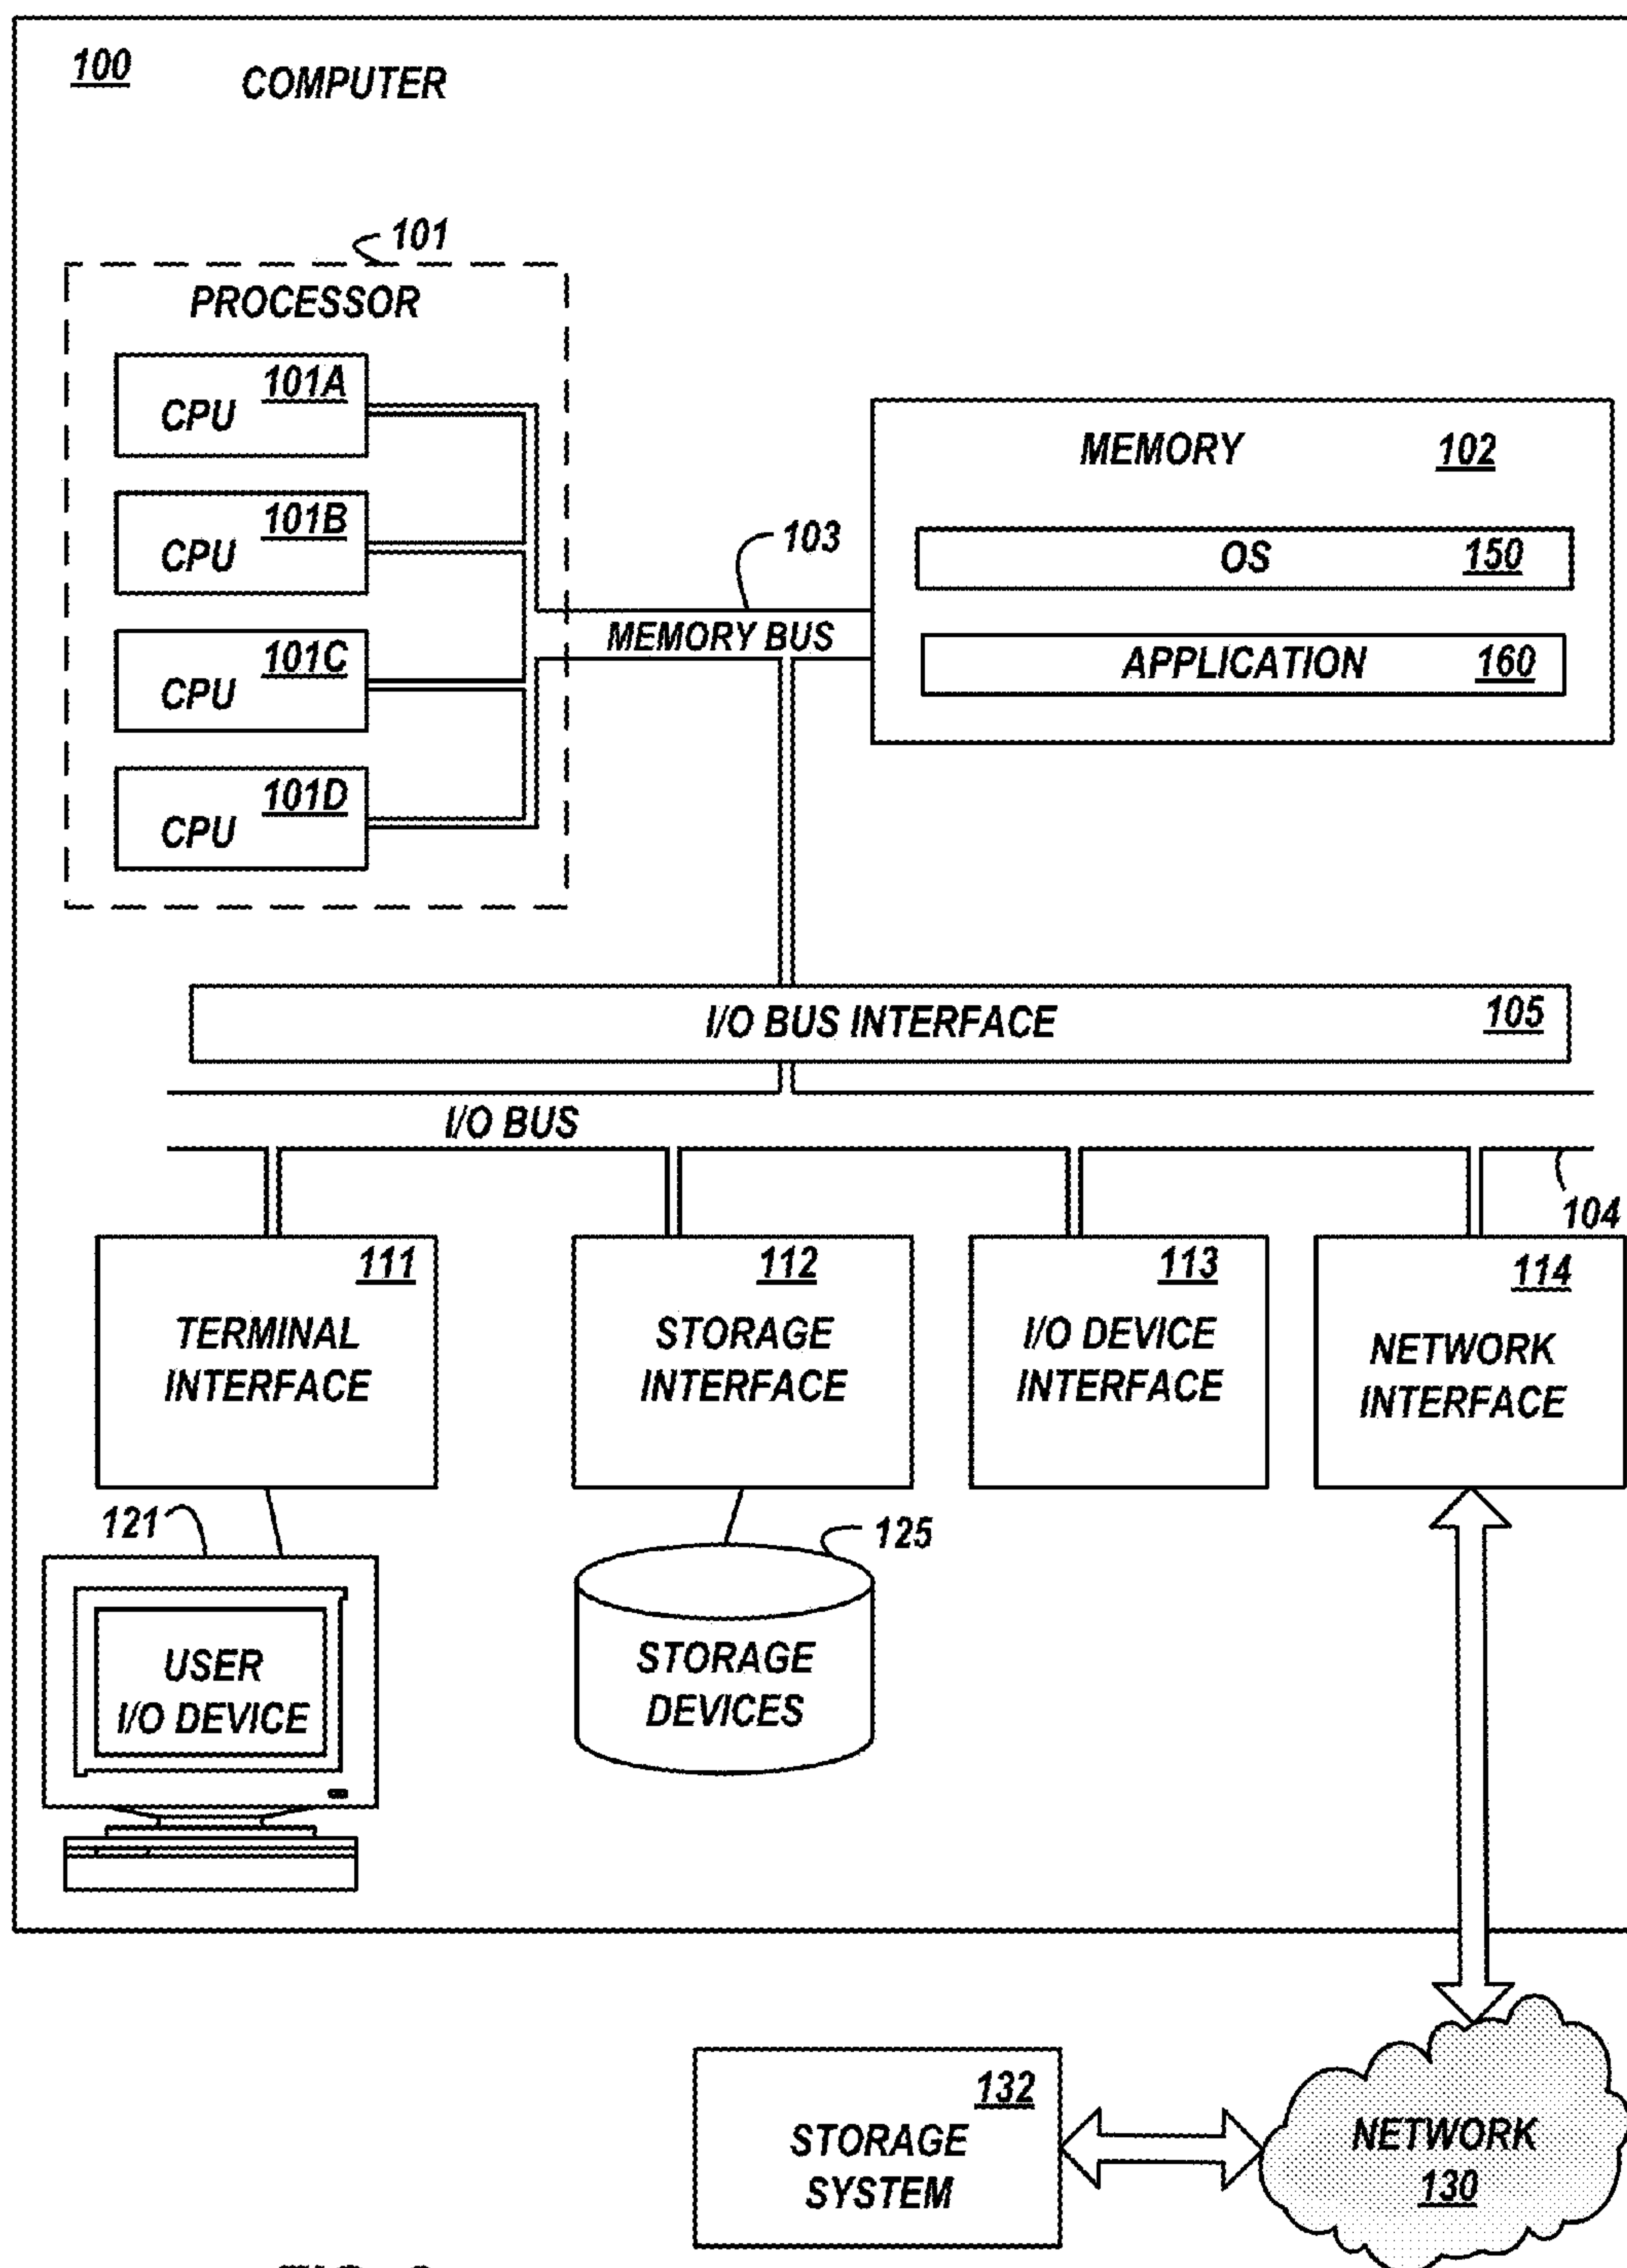 100 COMPUTER
101
PROCESSOR
101A
CPU
101B
CPU
101C
CPU
101D
CPU
103
MEMORY BUS
MEMORY 102
OS 150
APPLICATION 160
I/O BUS INTERFACE 105
I/O BUS
104
111
TERMINAL
INTERFACE
112
STORAGE
INTERFACE
113
I/O DEVICE
INTERFACE
114
NETWORK
INTERFACE
121
USER
I/O DEVICE
125
STORAGE
DEVICES
132
STORAGE
SYSTEM
NETWORK
130